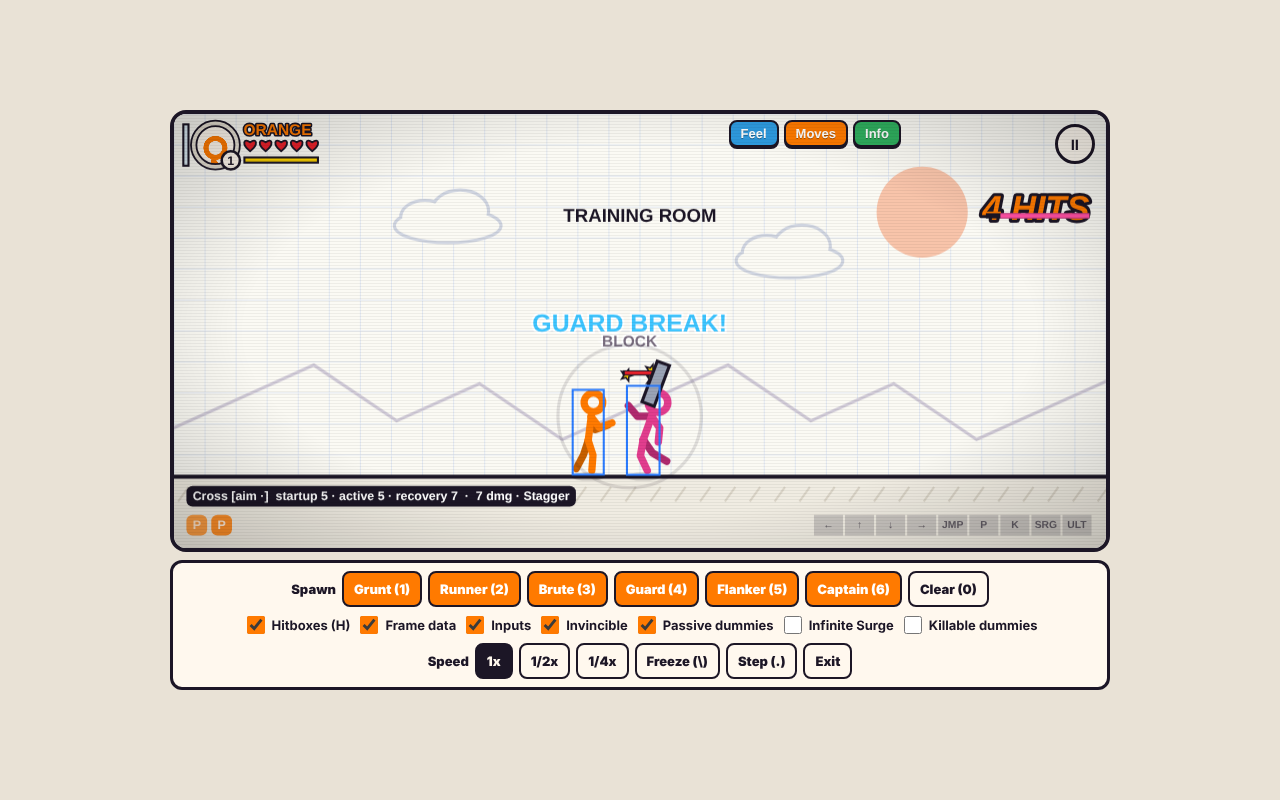 ORANGE
1
Feel Moves Info
TRAINING ROOM
4 HITS
GUARD BREAK!
BLOCK
Cross [aim ·] startup 5 · active 5 · recovery 7 · 7 dmg · Stagger
P P
← ↑ ↓ → JMP P K SRG ULT
Spawn Grunt (1) Runner (2) Brute (3) Guard (4) Flanker (5) Captain (6) Clear (0)
Hitboxes (H) Frame data Inputs Invincible Passive dummies Infinite Surge Killable dummies
Speed 1x 1/2x 1/4x Freeze (\) Step (.) Exit